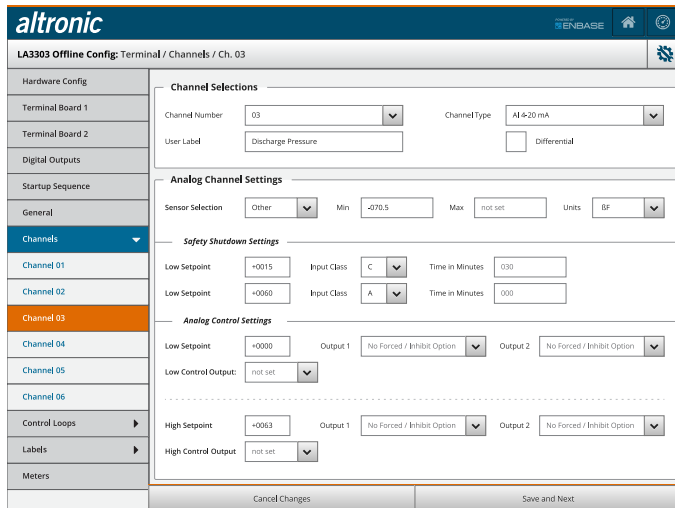 altronic
POWERED BY
ENBASE
LA3303 Offline Config: Terminal / Channels / Ch. 03
Hardware Config
Terminal Board 1
Terminal Board 2
Digital Outputs
Startup Sequence
General
Channels
Channel 01
Channel 02
Channel 03
Channel 04
Channel 05
Channel 06
Control Loops
Labels
Meters
Channel Selections
Channel Number 03 Channel Type AI 4-20 mA
User Label Discharge Pressure Differential
Analog Channel Settings
Sensor Selection Other Min -070.5 Max not set Units ßF
Safety Shutdown Settings
Low Setpoint +0015 Input Class C Time in Minutes 030
Low Setpoint +0060 Input Class A Time in Minutes 000
Analog Control Settings
Low Setpoint +0000 Output 1 No Forced / Inhibit Option Output 2 No Forced / Inhibit Option
Low Control Output: not set
High Setpoint +0063 Output 1 No Forced / Inhibit Option Output 2 No Forced / Inhibit Option
High Control Output not set
Cancel Changes Save and Next